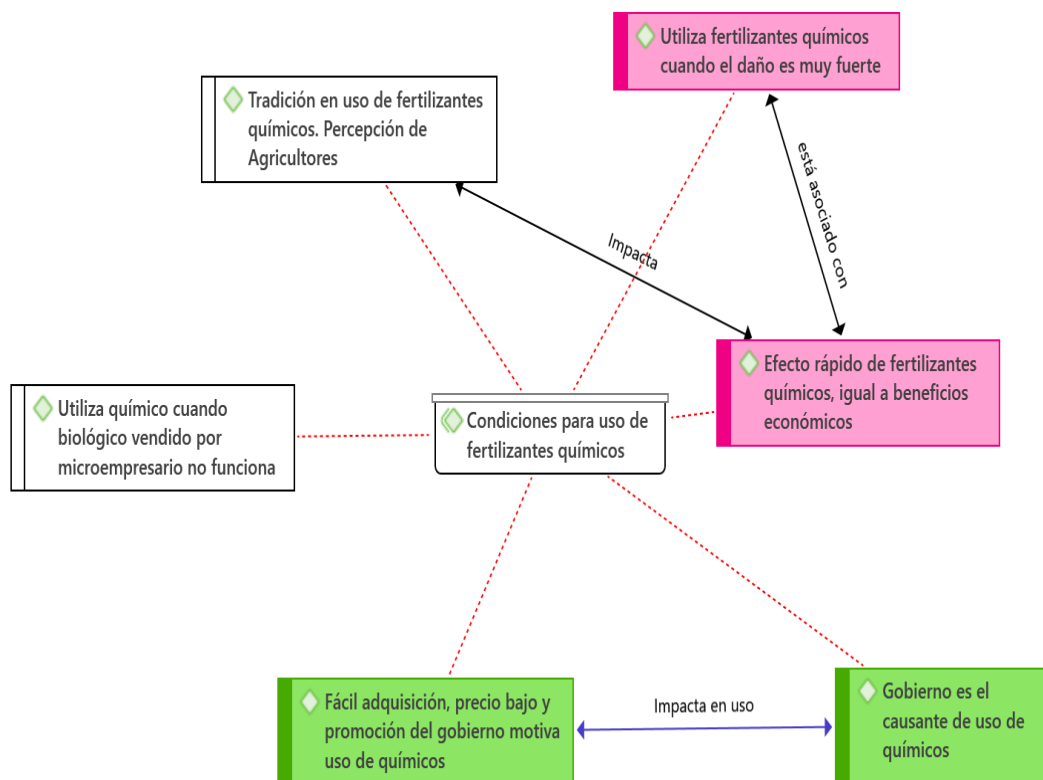 Utiliza fertilizantes químicos
cuando el daño es muy fuerte
Tradición en uso de fertilizantes
químicos. Percepción de
Agricultores
está asociado con
Impacta
Efecto rápido de fertilizantes
químicos, igual a beneficios
económicos
Utiliza químico cuando
biológico vendido por
microempresario no funciona
Condiciones para uso de
fertilizantes químicos
Fácil adquisición, precio bajo y
promoción del gobierno motiva
uso de químicos
Impacta en uso
Gobierno es el
causante de uso de
químicos